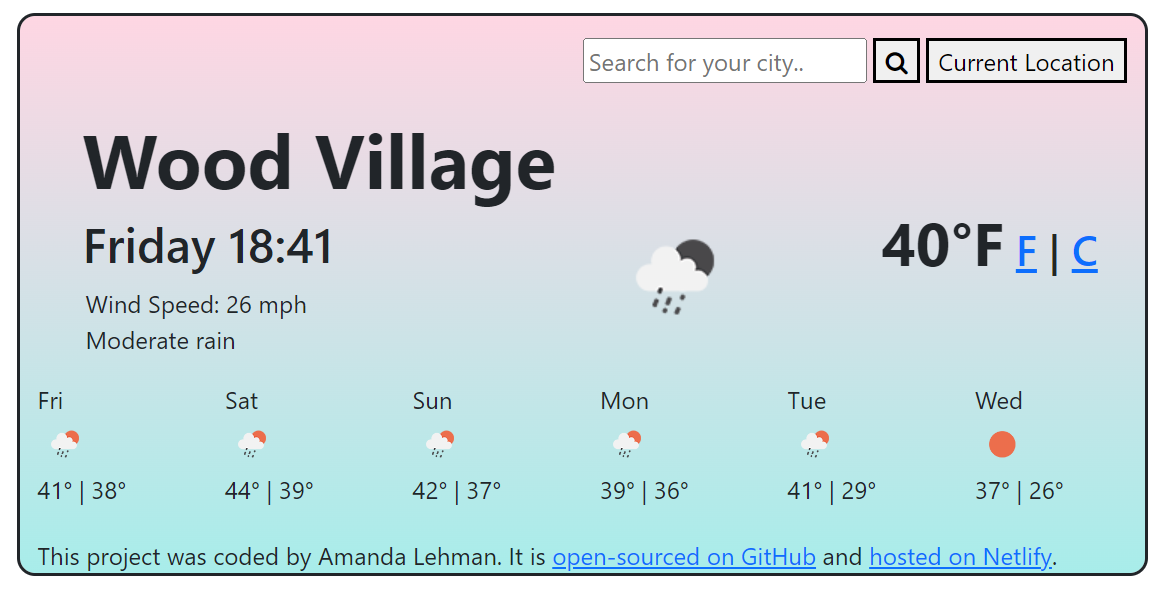 Search for your city.. Current Location
Wood Village
Friday 18:41
40°F F | C
Wind Speed: 26 mph
Moderate rain
Fri Sat Sun Mon Tue Wed
41° | 38° 44° | 39° 42° | 37° 39° | 36° 41° | 29° 37° | 26°
This project was coded by Amanda Lehman. It is open-sourced on GitHub and hosted on Netlify.